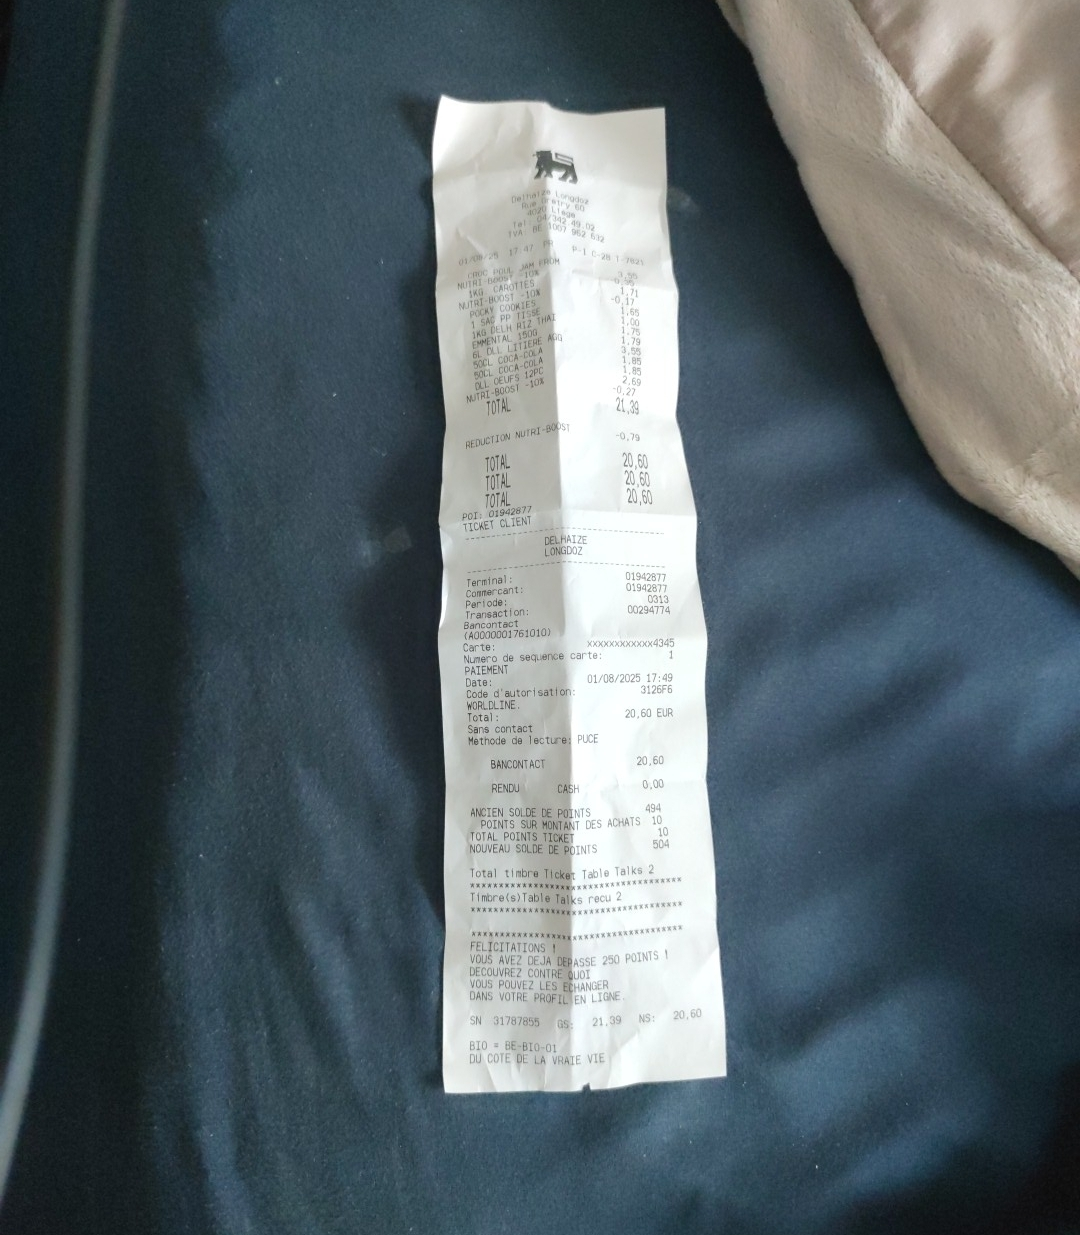 Delhaize Longdoz
Rue Gretry 60
4020 Liege
Tel: 04/342.49.02
TVA: BE 1007 962 632
01/08/25 17:47 PR P-1 C-28 T-7821
CROC POUL JAM FROM 3,55
NUTRI-BOOST -10% -0,35
1KG. CAROTTES 1,71
NUTRI-BOOST -10% -0,17
POCKY COOKIES 1,65
1 SAC PP TISSE 1,00
1KG DELH RIZ THAI 1,75
EMMENTAL 150G 1,79
6L DLL LITIERE AGG 3,55
50CL COCA-COLA 1,85
50CL COCA-COLA 1,85
DLL OEUFS 12PC 2,69
NUTRI-BOOST -10% -0,27
TOTAL 21,39
REDUCTION NUTRI-BOOST -0,79
TOTAL 20,60
TOTAL 20,60
TOTAL 20,60
POI: 01942877
TICKET CLIENT
DELHAIZE
LONGDOZ
Terminal: 01942877
Commercant: 01942877
Periode: 0313
Transaction: 00294774
Bancontact
(A0000001761010)
Carte: xxxxxxxxxxxx4345
Numero de sequence carte: 1
PAIEMENT
Date: 01/08/2025 17:49
Code d'autorisation: 3126F6
WORLDLINE.
Total: 20,60 EUR
Sans contact
Methode de lecture: PUCE
BANCONTACT 20,60
RENDU CASH 0,00
ANCIEN SOLDE DE POINTS 494
POINTS SUR MONTANT DES ACHATS 10
TOTAL POINTS TICKET 10
NOUVEAU SOLDE DE POINTS 504
Total timbre Ticket Table Talks 2
*************************************
Timbre(s)Table Talks recu 2
*************************************
*************************************
FELICITATIONS !
VOUS AVEZ DEJA DEPASSE 250 POINTS !
DECOUVREZ CONTRE QUOI
VOUS POUVEZ LES ECHANGER
DANS VOTRE PROFIL EN LIGNE.
SN 31787855 GS: 21,39 NS: 20,60
BIO = BE-BIO-01
DU COTE DE LA VRAIE VIE